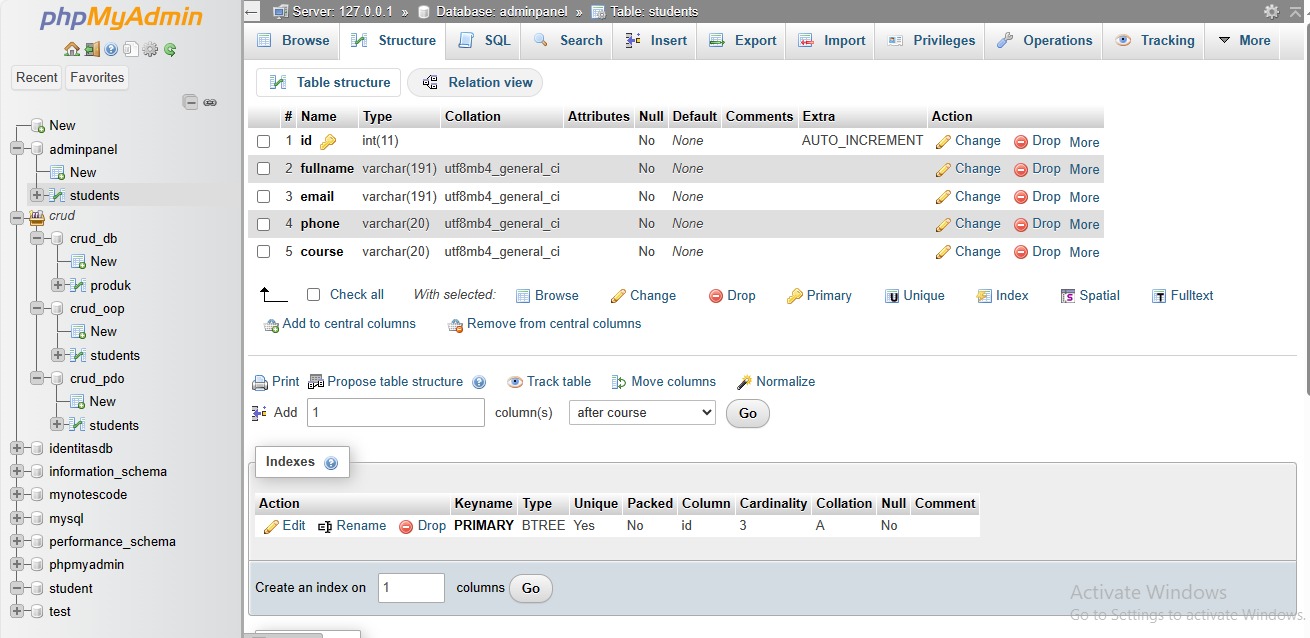 phpMyAdmin
Recent Favorites
New
adminpanel
New
students
crud
crud_db
New
produk
crud_oop
New
students
crud_pdo
New
students
identitasdb
information_schema
mynotescode
mysql
performance_schema
phpmyadmin
student
test
Server: 127.0.0.1 » Database: adminpanel » Table: students
Browse Structure SQL Search Insert Export Import Privileges Operations Tracking More
Table structure Relation view
# Name Type Collation Attributes Null Default Comments Extra Action
1 id int(11) No None AUTO_INCREMENT Change Drop More
2 fullname varchar(191) utf8mb4_general_ci No None Change Drop More
3 email varchar(191) utf8mb4_general_ci No None Change Drop More
4 phone varchar(20) utf8mb4_general_ci No None Change Drop More
5 course varchar(20) utf8mb4_general_ci No None Change Drop More
Check all With selected: Browse Change Drop Primary Unique Index Spatial Fulltext
Add to central columns Remove from central columns
Print Propose table structure Track table Move columns Normalize
Add 1 column(s) after course Go
Indexes
Action Keyname Type Unique Packed Column Cardinality Collation Null Comment
Edit Rename Drop PRIMARY BTREE Yes No id 3 A No
Create an index on 1 columns Go
Activate Windows
Go to Settings to activate Windows.